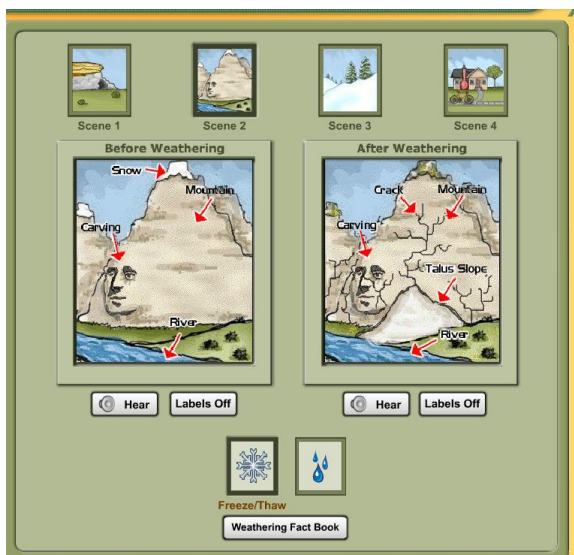 Scene 1
Scene 2
Scene 3
Scene 4
Before Weathering
Snow
Mountain
Carving
River
After Weathering
Crack
Mountain
Carving
Talus Slope
River
Hear
Labels Off
Hear
Labels Off
Freeze/Thaw
Weathering Fact Book